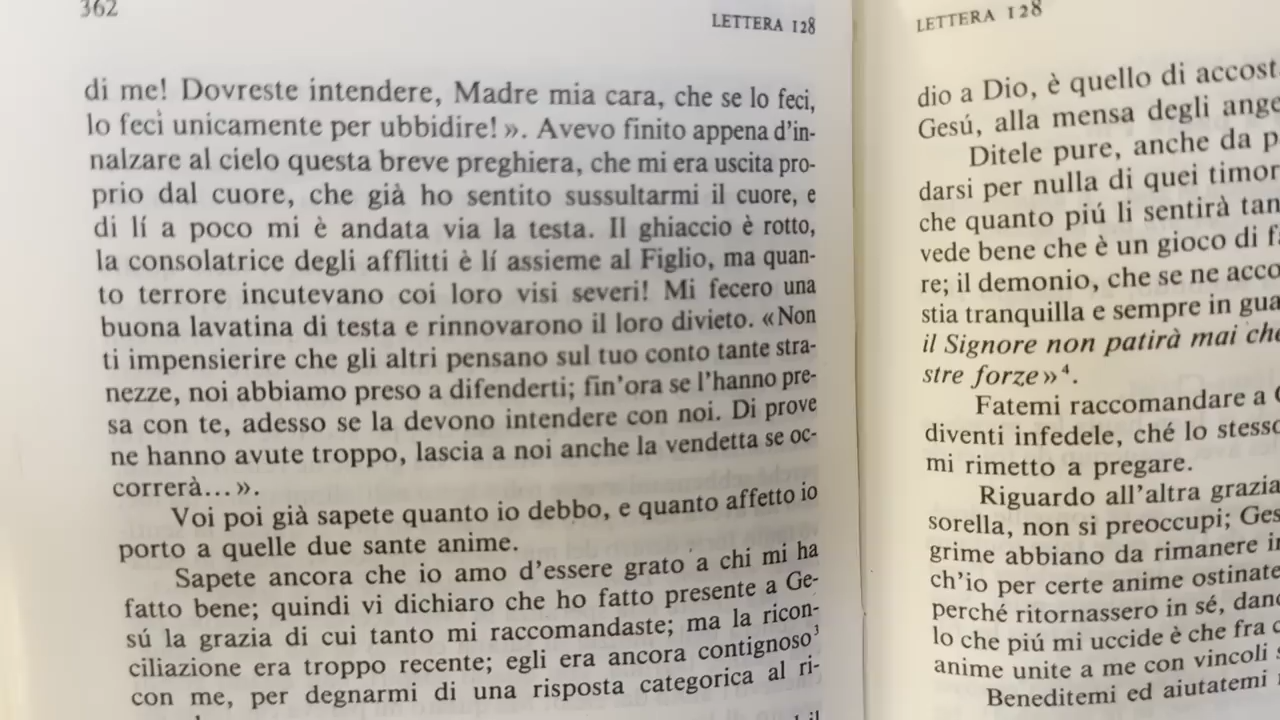 362
LETTERA 128
di me! Dovreste intendere, Madre mia cara, che se lo feci,
lo feci unicamente per ubbidire! ». Avevo finito appena d'in-
nalzare al cielo questa breve preghiera, che mi era uscita pro-
prio dal cuore, che già ho sentito sussultarmi il cuore, e
di lí a poco mi è andata via la testa. Il ghiaccio è rotto,
la consolatrice degli afflitti è lí assieme al Figlio, ma quan-
to terrore incutevano coi loro visi severi! Mi fecero una
buona lavatina di testa e rinnovarono il loro divieto. «Non
ti impensierire che gli altri pensano sul tuo conto tante stra-
nezze, noi abbiamo preso a difenderti; fin'ora se l'hanno pre-
sa con te, adesso se la devono intendere con noi. Di prove
ne hanno avute troppo, lascia a noi anche la vendetta se oc-
correrà... ».
Voi poi già sapete quanto io debbo, e quanto affetto io
porto a quelle due sante anime.
Sapete ancora che io amo d'essere grato a chi mi ha
fatto bene; quindi vi dichiaro che ho fatto presente a Ge-
sú la grazia di cui tanto mi raccomandaste; ma la ricon-
ciliazione era troppo recente; egli era ancora contignoso³
con me, per degnarmi di una risposta categorica al ri-
LETTERA 128
dio a Dio, è quello di accost
Gesú, alla mensa degli ange
Ditele pure, anche da p
darsi per nulla di quei timor
che quanto piú li sentirà tan
vede bene che è un gioco di f
re; il demonio, che se ne acco
stia tranquilla e sempre in gua
il Signore non patirà mai che
stre forze»⁴.
Fatemi raccomandare a
diventi infedele, ché lo stesso
mi rimetto a pregare.
Riguardo all'altra grazia
sorella, non si preoccupi; Ges
grime abbiano da rimanere in
ch'io per certe anime ostinate
perché ritornassero in sé, dand
lo che piú mi uccide è che fra
anime unite a me con vincoli
Beneditemi ed aiutatemi